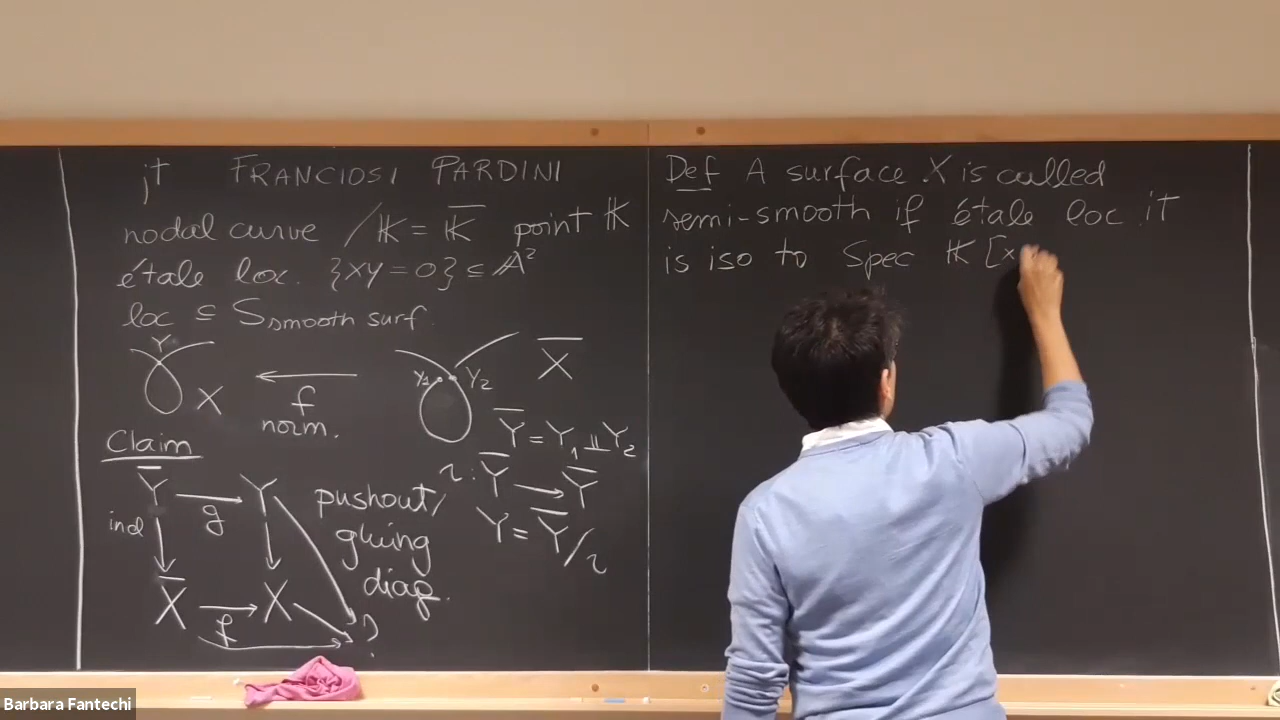 jt FRANCIOSI PARDINI
nodal curve /𝕂 = \overline{𝕂} point 𝕂
étale loc. {xy = 0} ⊆ 𝔸²
loc ⊆ S smooth surf.
Y
X
f
norm.
Y₁ Y₂
X̄
Ȳ = Y₁ ⊥⊥ Y₂
Claim
Ȳ → Y
g
incl
X̄ → X
f
?
pushout/
gluing
diag.
τ: Ȳ → Ȳ
Y = Ȳ/τ
Def A surface X is called
semi-smooth if étale loc. it
is iso to Spec 𝕂 [x
Barbara Fantechi